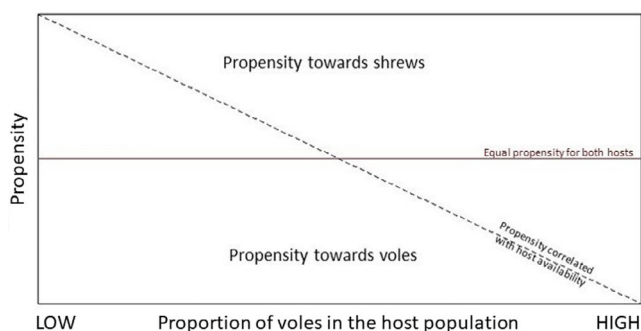 Propensity towards shrews
Propensity
Equal propensity for both hosts
Propensity correlated
with host availability
Propensity towards voles
LOW
Proportion of voles in the host population
HIGH